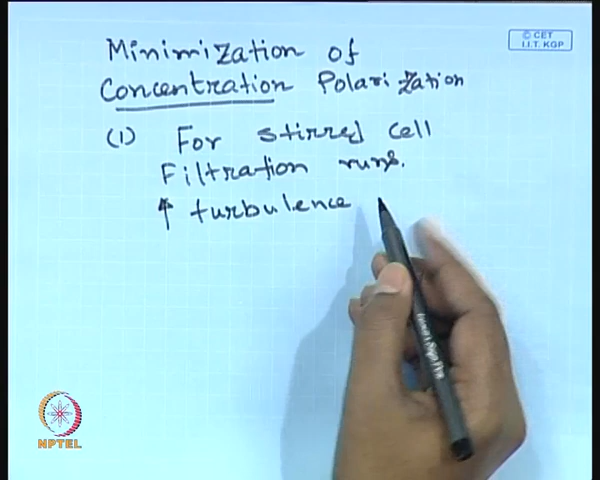 © CET
I.I.T. KGP
Minimization of
Concentration Polarization
(1) For stirred cell
Filtration runs.
↑ turbulence
NPTEL